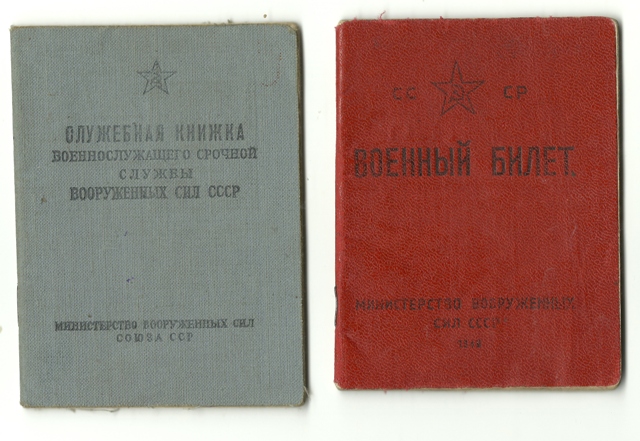 СЛУЖЕБНАЯ КНИЖКА
ВОЕННОСЛУЖАЩЕГО СРОЧНОЙ
СЛУЖБЫ
ВООРУЖЕННЫХ СИЛ СССР
МИНИСТЕРСТВО ВООРУЖЕННЫХ СИЛ
СОЮЗА ССР
СС СР
ВОЕННЫЙ БИЛЕТ.
МИНИСТЕРСТВО ВООРУЖЕННЫХ
СИЛ СССР